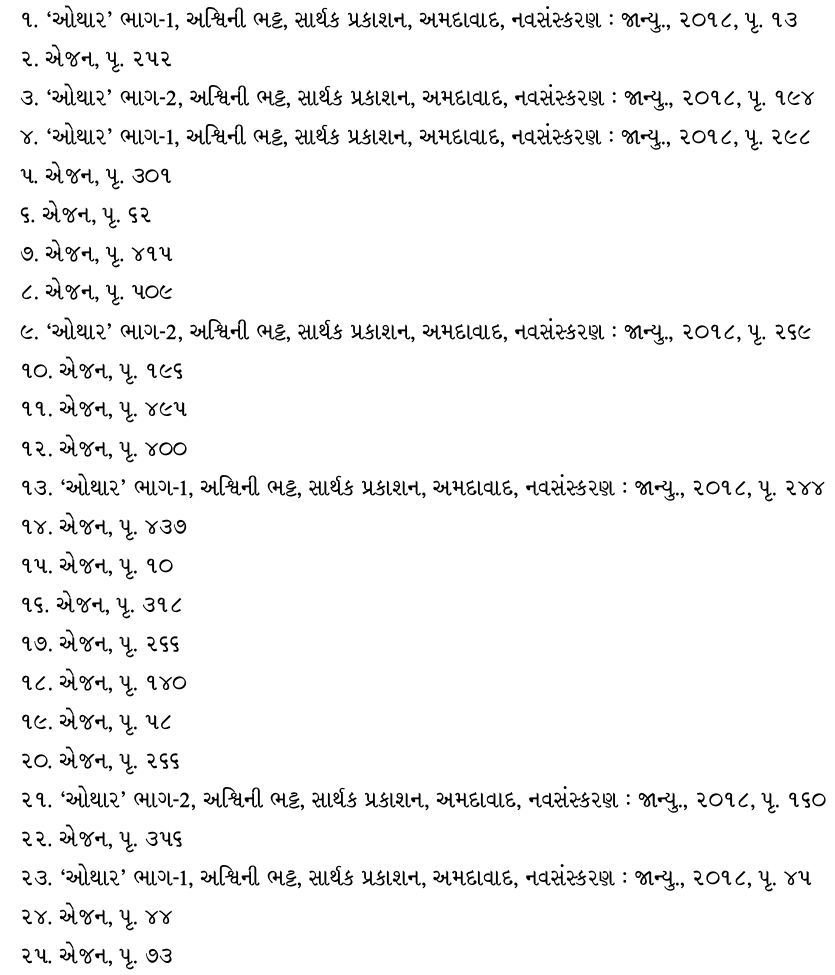 ૧. ‘ઓથાર’ ભાગ-1, અશ્વિની ભટ્ટ, સાર્થક પ્રકાશન, અમદાવાદ, નવસંસ્કરણ : જાન્યુ., ૨૦૧૮, પૃ. ૧૩
૨. એજન, પૃ. ૨૫૨
૩. ‘ઓથાર’ ભાગ-2, અશ્વિની ભટ્ટ, સાર્થક પ્રકાશન, અમદાવાદ, નવસંસ્કરણ : જાન્યુ., ૨૦૧૮, પૃ. ૧૯૪
૪. ‘ઓથાર’ ભાગ-1, અશ્વિની ભટ્ટ, સાર્થક પ્રકાશન, અમદાવાદ, નવસંસ્કરણ : જાન્યુ., ૨૦૧૮, પૃ. ૨૯૮
૫. એજન, પૃ. ૩૦૧
૬. એજન, પૃ. ૬૨
૭. એજન, પૃ. ૪૧૫
૮. એજન, પૃ. ૫૦૯
૯. ‘ઓથાર’ ભાગ-2, અશ્વિની ભટ્ટ, સાર્થક પ્રકાશન, અમદાવાદ, નવસંસ્કરણ : જાન્યુ., ૨૦૧૮, પૃ. ૨૬૯
૧૦. એજન, પૃ. ૧૯૬
૧૧. એજન, પૃ. ૪૯૫
૧૨. એજન, પૃ. ૪૦૦
૧૩. ‘ઓથાર’ ભાગ-1, અશ્વિની ભટ્ટ, સાર્થક પ્રકાશન, અમદાવાદ, નવસંસ્કરણ : જાન્યુ., ૨૦૧૮, પૃ. ૨૪૪
૧૪. એજન, પૃ. ૪૩૭
૧૫. એજન, પૃ. ૧૦
૧૬. એજન, પૃ. ૩૧૮
૧૭. એજન, પૃ. ૨૬૬
૧૮. એજન, પૃ. ૧૪૦
૧૯. એજન, પૃ. ૫૮
૨૦. એજન, પૃ. ૨૬૬
૨૧. ‘ઓથાર’ ભાગ-2, અશ્વિની ભટ્ટ, સાર્થક પ્રકાશન, અમદાવાદ, નવસંસ્કરણ : જાન્યુ., ૨૦૧૮, પૃ. ૧૬૦
૨૨. એજન, પૃ. ૩૫૬
૨૩. ‘ઓથાર’ ભાગ-1, અશ્વિની ભટ્ટ, સાર્થક પ્રકાશન, અમદાવાદ, નવસંસ્કરણ : જાન્યુ., ૨૦૧૮, પૃ. ૪૫
૨૪. એજન, પૃ. ૪૪
૨૫. એજન, પૃ. ૭૩